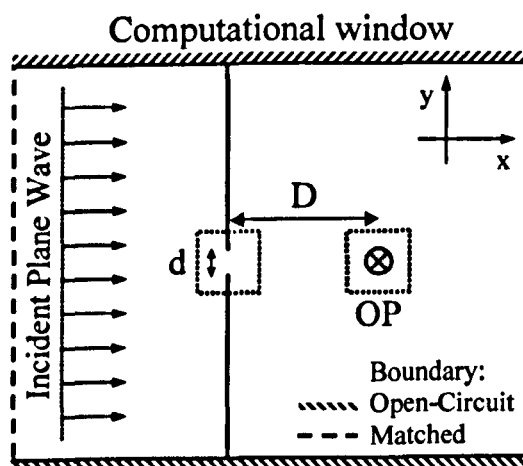 Computational window
Incident Plane Wave
y
x
D
d
OP
Boundary:
Open-Circuit
Matched